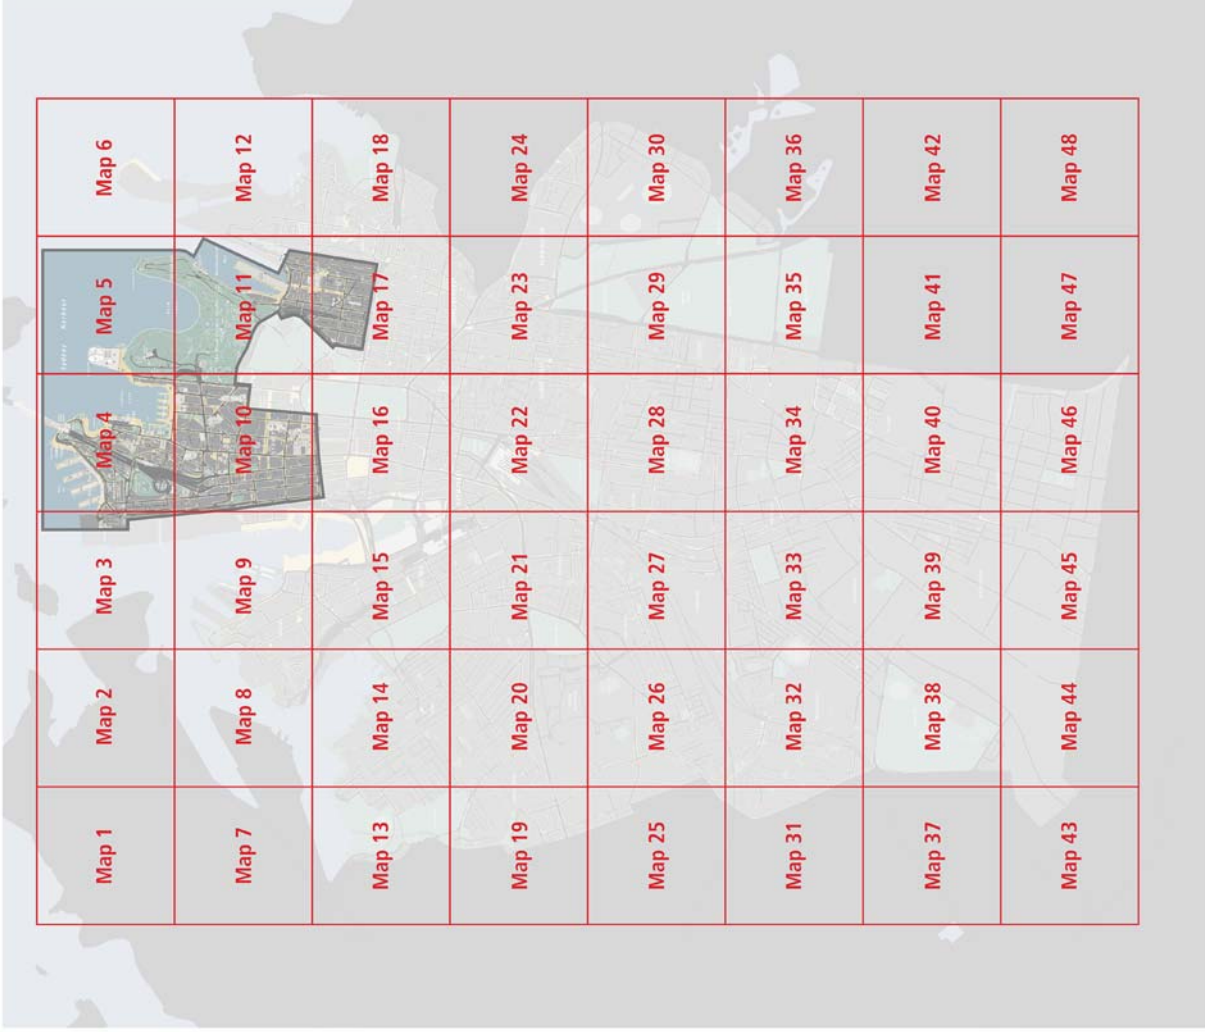 Map 1
Map 2
Map 3
Map 4
Map 5
Map 6
Map 7
Map 8
Map 9
Map 10
Map 11
Map 12
Map 13
Map 14
Map 15
Map 16
Map 17
Map 18
Map 19
Map 20
Map 21
Map 22
Map 23
Map 24
Map 25
Map 26
Map 27
Map 28
Map 29
Map 30
Map 31
Map 32
Map 33
Map 34
Map 35
Map 36
Map 37
Map 38
Map 39
Map 40
Map 41
Map 42
Map 43
Map 44
Map 45
Map 46
Map 47
Map 48
Sydney Harbour